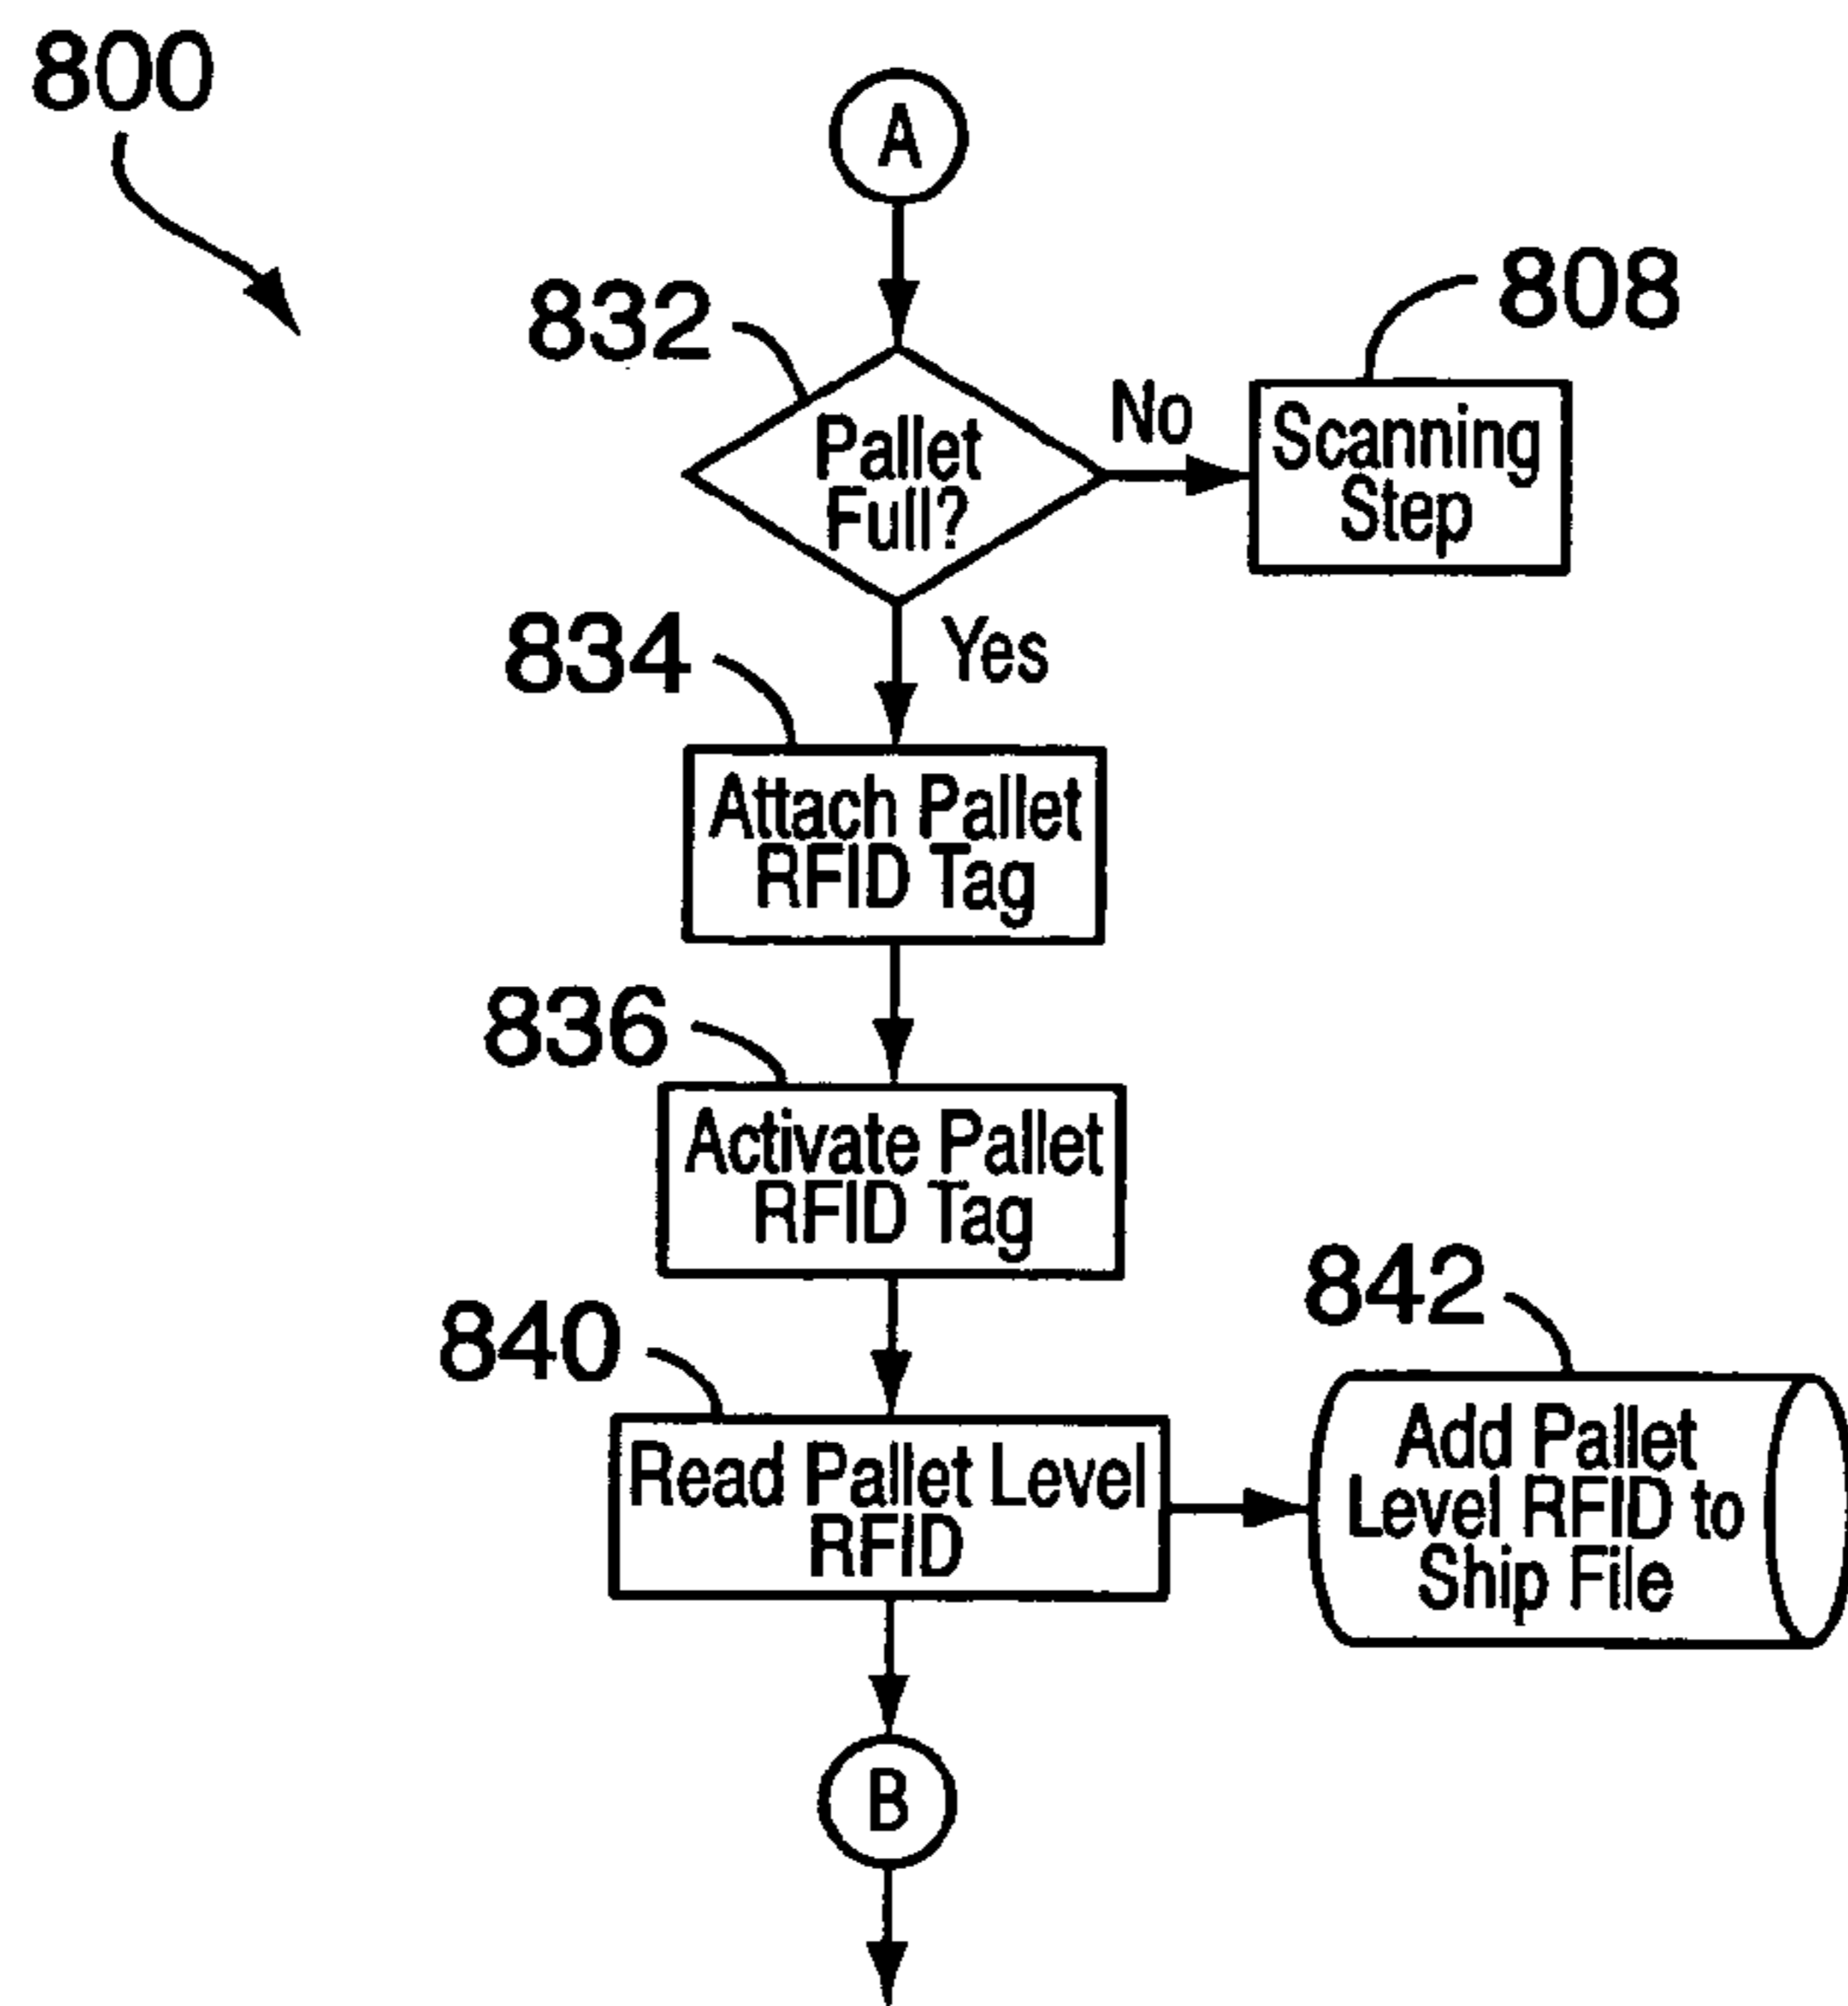 800
A
832
808
Pallet
Full?
No
Scanning
Step
Yes
834
Attach Pallet
RFID Tag
836
Activate Pallet
RFID Tag
840
842
Read Pallet Level
RFID
Add Pallet
Level RFID to
Ship File
B